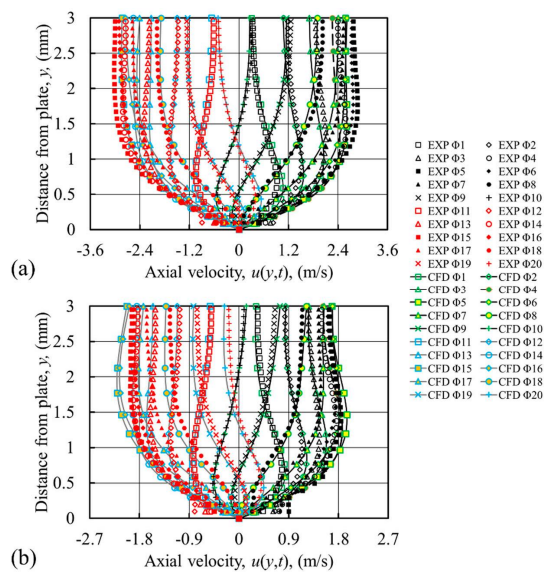 3
2.5
2
1.5
1
0.5
0
Distance from plate, y, (mm)
-3.6 -2.4 -1.2 0 1.2 2.4 3.6
(a)
Axial velocity, u(y,t), (m/s)
3
2.5
2
1.5
1
0.5
0
Distance from plate, y, (mm)
-2.7 -1.8 -0.9 0 0.9 1.8 2.7
(b)
Axial velocity, u(y,t), (m/s)
EXP Φ1 EXP Φ2
EXP Φ3 EXP Φ4
EXP Φ5 EXP Φ6
EXP Φ7 EXP Φ8
EXP Φ9 EXP Φ10
EXP Φ11 EXP Φ12
EXP Φ13 EXP Φ14
EXP Φ15 EXP Φ16
EXP Φ17 EXP Φ18
EXP Φ19 EXP Φ20
CFD Φ1 CFD Φ2
CFD Φ3 CFD Φ4
CFD Φ5 CFD Φ6
CFD Φ7 CFD Φ8
CFD Φ9 CFD Φ10
CFD Φ11 CFD Φ12
CFD Φ13 CFD Φ14
CFD Φ15 CFD Φ16
CFD Φ17 CFD Φ18
CFD Φ19 CFD Φ20